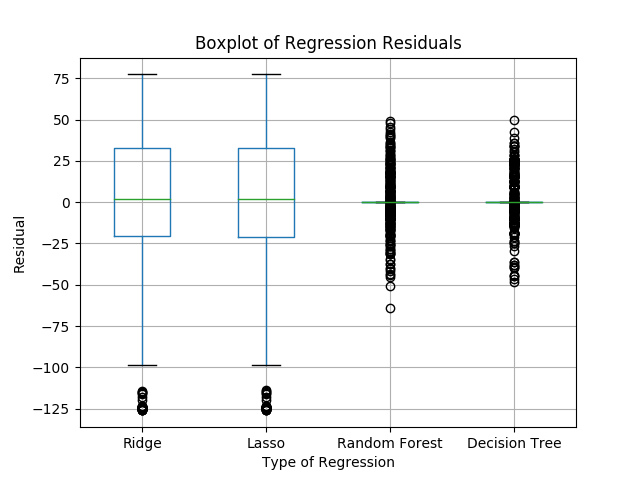 Boxplot of Regression Residuals
75
50
25
0
−25
−50
−75
−100
−125
Residual
Ridge
Lasso
Random Forest
Decision Tree
Type of Regression